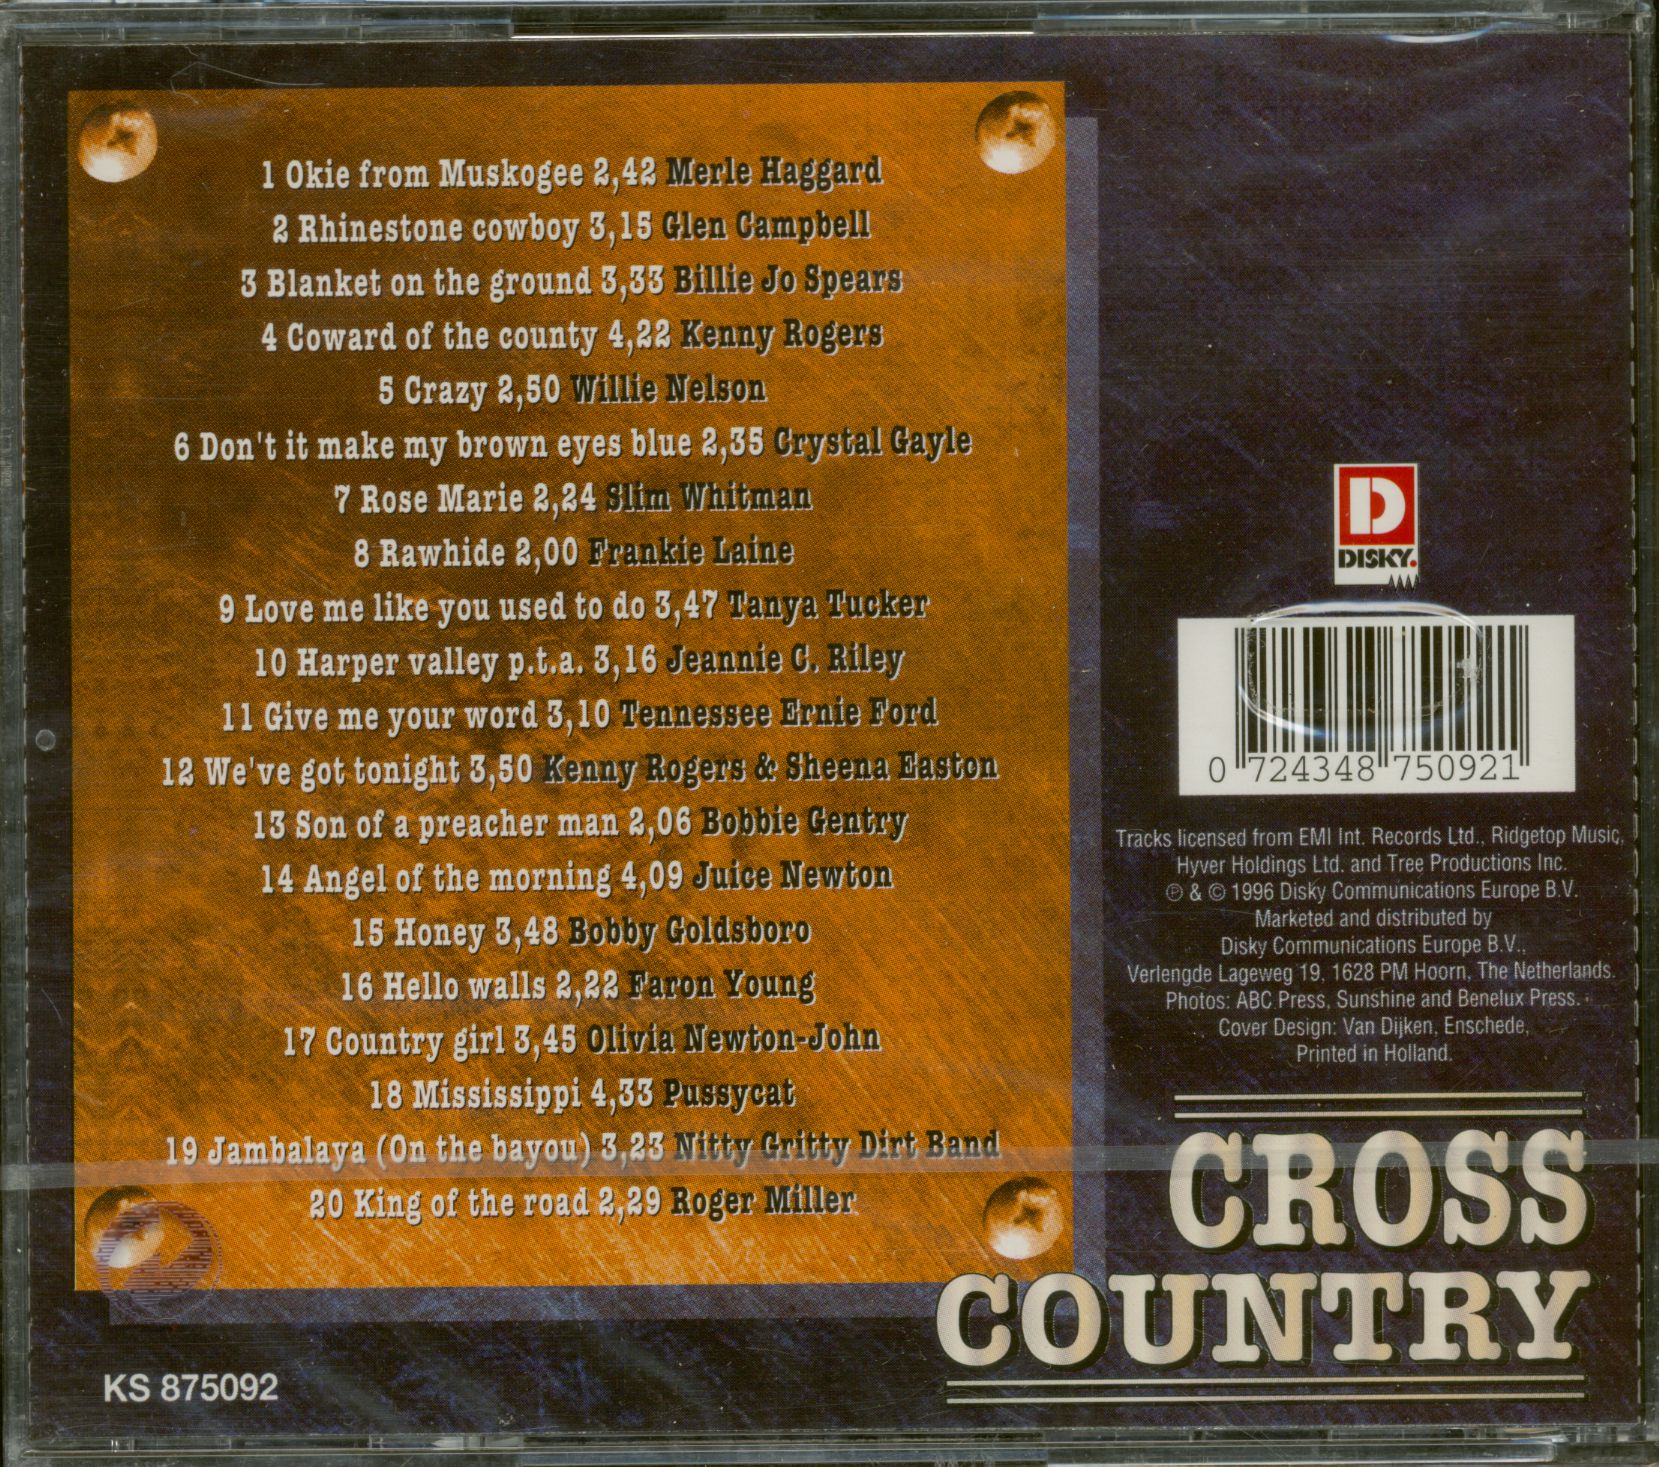 1 Okie from Muskogee 2,42 Merle Haggard
2 Rhinestone cowboy 3,15 Glen Campbell
3 Blanket on the ground 3,33 Billie Jo Spears
4 Coward of the county 4,22 Kenny Rogers
5 Crazy 2,50 Willie Nelson
6 Don't it make my brown eyes blue 2,35 Crystal Gayle
7 Rose Marie 2,24 Slim Whitman
8 Rawhide 2,00 Frankie Laine
9 Love me like you used to do 3,47 Tanya Tucker
10 Harper valley p.t.a. 3,16 Jeannie C. Riley
11 Give me your word 3,10 Tennessee Ernie Ford
12 We've got tonight 3,50 Kenny Rogers & Sheena Easton
13 Son of a preacher man 2,06 Bobbie Gentry
14 Angel of the morning 4,09 Juice Newton
15 Honey 3,48 Bobby Goldsboro
16 Hello walls 2,22 Faron Young
17 Country girl 3,45 Olivia Newton-John
18 Mississippi 4,33 Pussycat
19 Jambalaya (On the bayou) 3,23 Nitty Gritty Dirt Band
20 King of the road 2,29 Roger Miller
KS 875092
D
DISKY.
0 724348 750921
Tracks licensed from EMI Int. Records Ltd., Ridgetop Music,
Hyver Holdings Ltd. and Tree Productions Inc.
℗ & © 1996 Disky Communications Europe B.V.
Marketed and distributed by
Disky Communications Europe B.V.,
Verlengde Lageweg 19, 1628 PM Hoorn, The Netherlands.
Photos: ABC Press, Sunshine and Benelux Press.
Cover Design: Van Dijken, Enschede,
Printed in Holland.
CROSS
COUNTRY